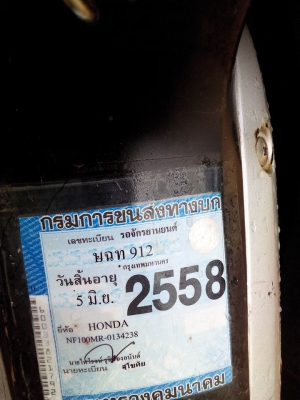 กรมการขนส่งทางบก
เลขทะเบียน รถจักรยานยนต์
ษฉท 912
กรุงเทพมหานคร
วันสิ้นอายุ
5 มิ.ย. 2558
ยี่ห้อ HONDA
NF100MR-0134238
นายทะเบียน
กระทรวงคมนาคม